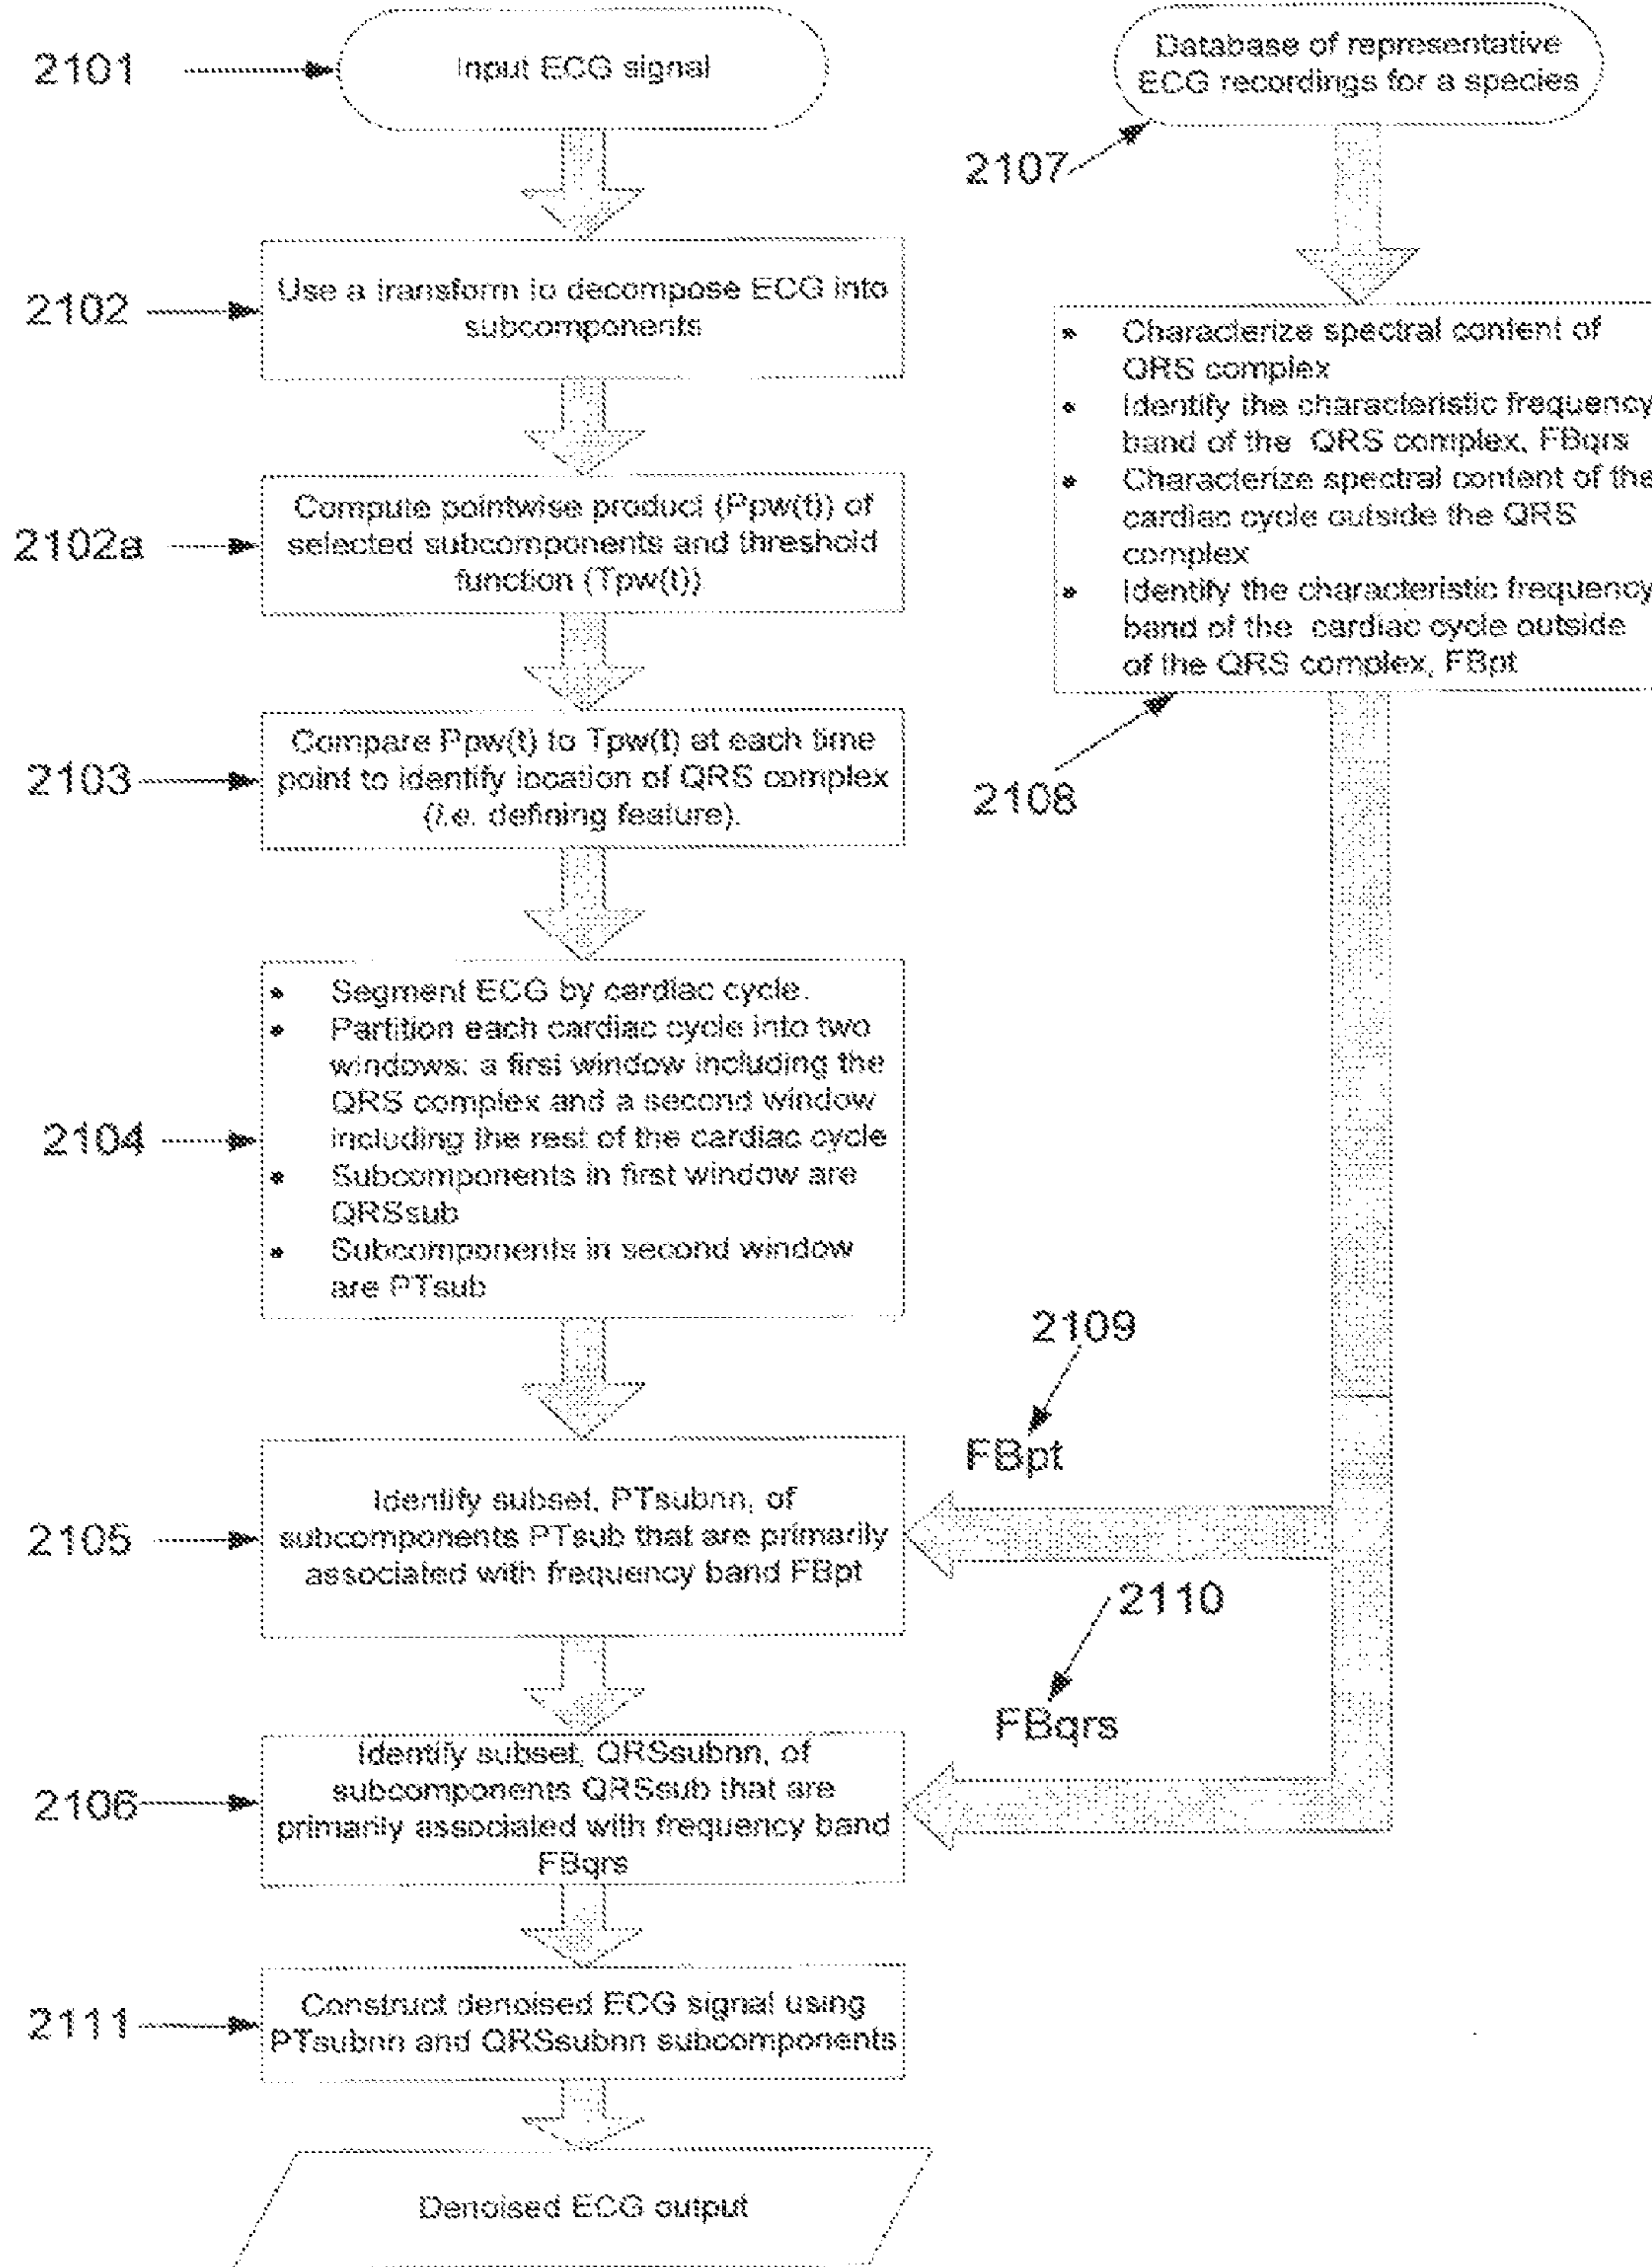 2101
Input ECG signal
2102
Use a transform to decompose ECG into
subcomponents
2102a
Compute pointwise product (Ppw(t)) of
selected subcomponents and threshold
function (Tpw(t))
2103
Compare Ppw(t) to Tpw(t) at each time
point to identify location of QRS complex
(i.e. defining feature).
2104
» Segment ECG by cardiac cycle.
» Partition each cardiac cycle into two
windows: a first window including the
QRS complex and a second window
including the rest of the cardiac cycle
» Subcomponents in first window are
QRSsub
» Subcomponents in second window
are PTsub
2105
Identify subset, PTsubnn, of
subcomponents PTsub that are primarily
associated with frequency band FBpt
2106
Identify subset, QRSsubnn, of
subcomponents QRSsub that are
primarily associated with frequency band
FBqrs
2111
Construct denoised ECG signal using
PTsubnn and QRSsubnn subcomponents
Denoised ECG output
Database of representative
ECG recordings for a species
2107
» Characterize spectral content of
QRS complex
» Identify the characteristic frequency
band of the QRS complex, FBqrs
» Characterize spectral content of the
cardiac cycle outside the QRS
complex
» Identify the characteristic frequency
band of the cardiac cycle outside
of the QRS complex, FBpt
2108
2109
FBpt
2110
FBqrs